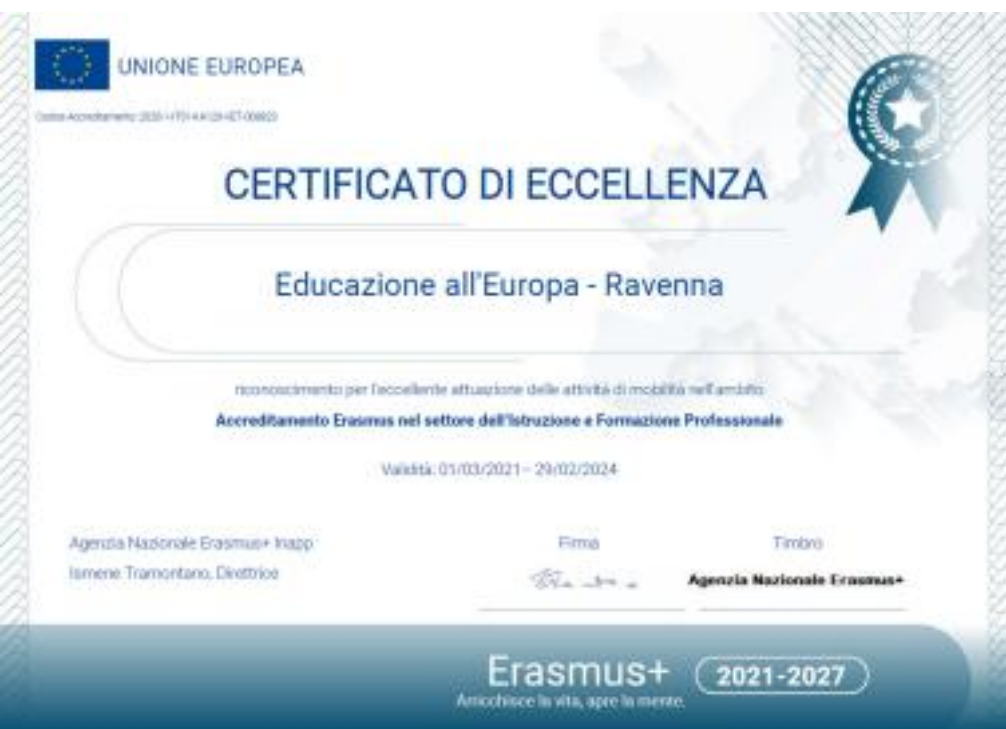 UNIONE EUROPEA
Codice Accreditamento:
CERTIFICATO DI ECCELLENZA
Educazione all'Europa - Ravenna
riconoscimento per l'eccellente attuazione delle attività di mobilità nell'ambito
Accreditamento Erasmus nel settore dell'Istruzione e Formazione Professionale
Validità: 01/03/2021 – 29/02/2024
Agenzia Nazionale Erasmus+ Inapp
Firma
Timbro
Ismene Tramontano, Direttrice
Agenzia Nazionale Erasmus+
Erasmus+
2021-2027
Arricchisce la vita, apre la mente.